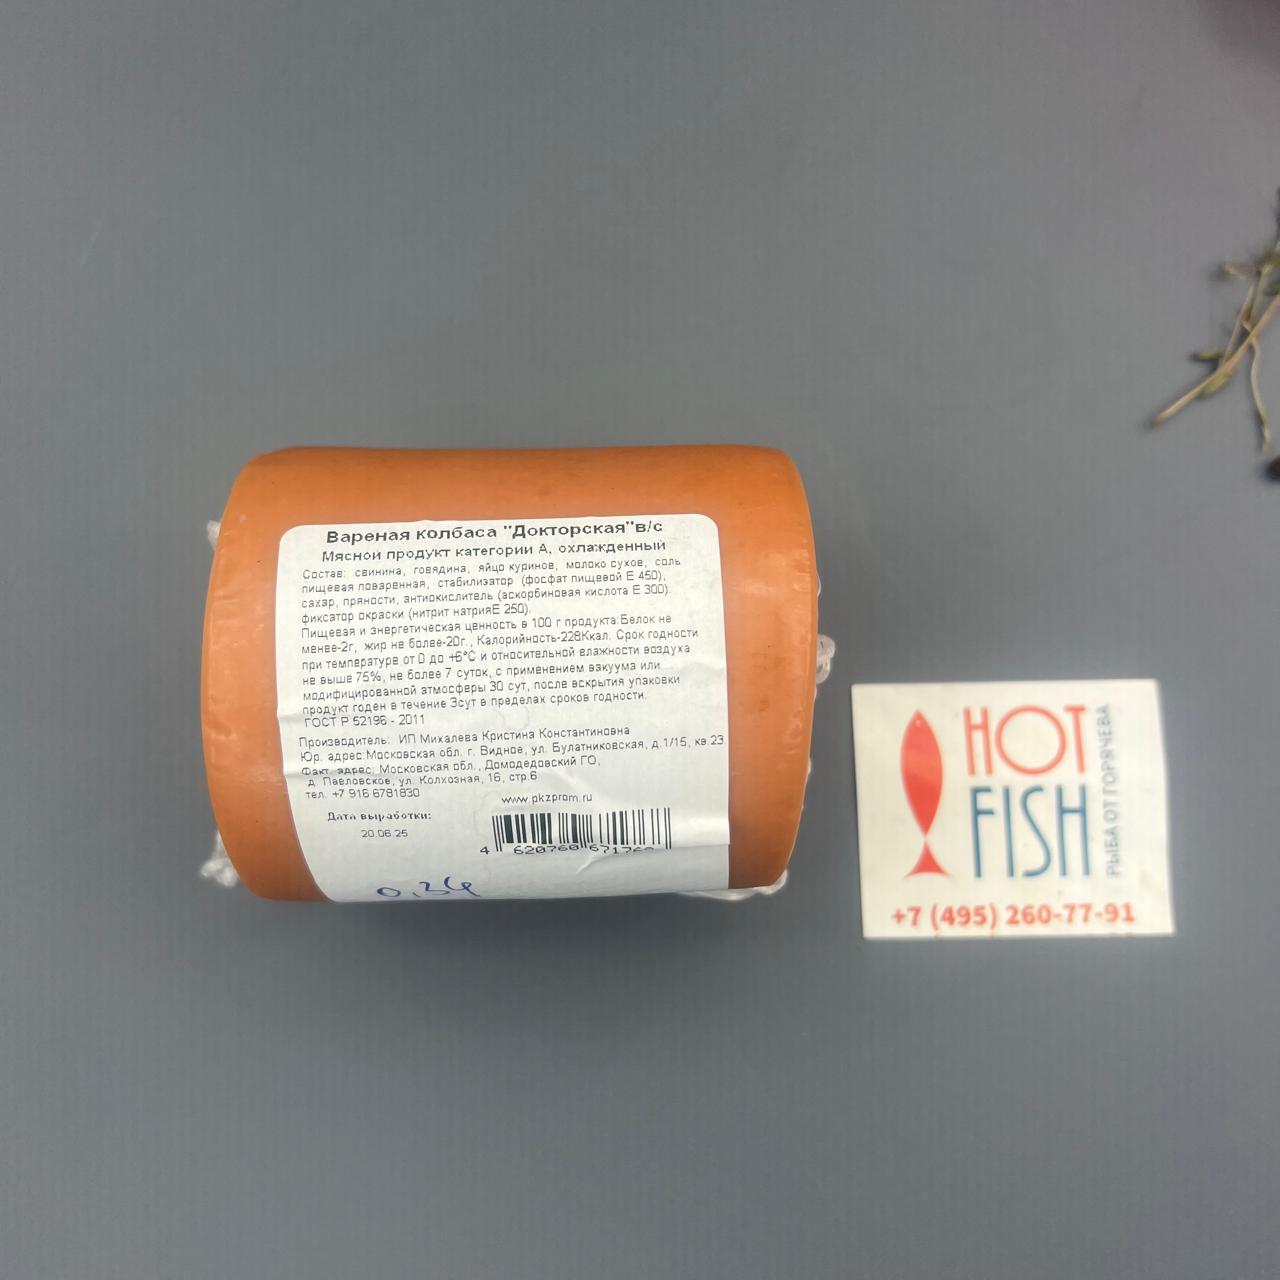 Вареная колбаса "Докторская"в/с
Мясной продукт категории А, охлажденный
Состав: свинина, говядина, яйцо куриное, молоко сухое, соль
пищевая поваренная, стабилизатор (фосфат пищевой Е 450),
сахар, пряности, антиокислитель (аскорбиновая кислота Е 300).
фиксатор окраски (нитрит натрияЕ 250).
Пищевая и энергетическая ценность в 100 г продукта:Белок не
менее-2г, жир не более-20г., Калорийность-228Ккал. Срок годности
при температуре от 0 до +6°С и относительной влажности воздуха
не выше 75%, не более 7 суток, с применением вакуума или
модифицированной атмосферы 30 сут, после вскрытия упаковки
продукт годен в течение 3сут в пределах сроков годности.
ГОСТ Р 52196 - 2011
Производитель: ИП Михалева Кристина Константиновна
Юр. адрес:Московская обл. г. Видное, ул. Булатниковская, д.1/15, кв.23
Факт. адрес: Московская обл., Домодедовский ГО,
д. Павловское, ул. Колхозная, 16, стр.6
тел. +7 916 6781830
www.pkzprom.ru
Дата выработки:
20.06.25
4 620760
0,34
HOT
FISH
РЫБА ОТ ГОРЯЧЕВА
+7 (495) 260-77-91